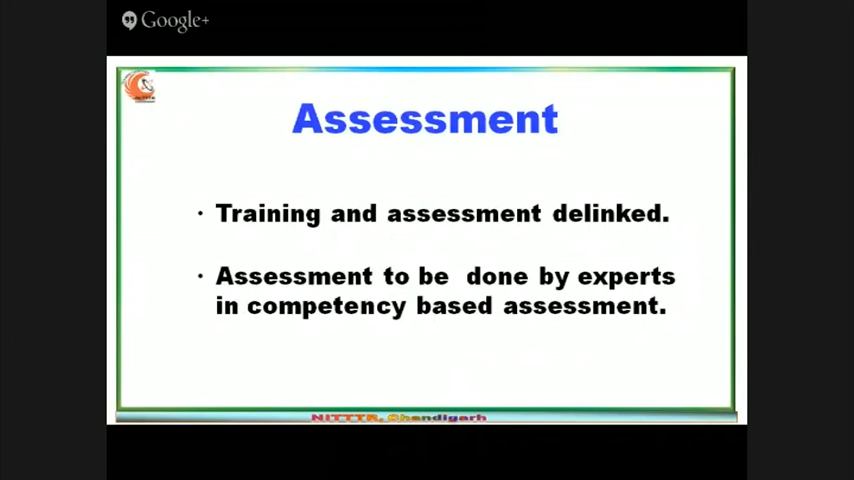 Google+
Assessment
· Training and assessment delinked.
· Assessment to be done by experts
in competency based assessment.
NITTTR, Chandigarh